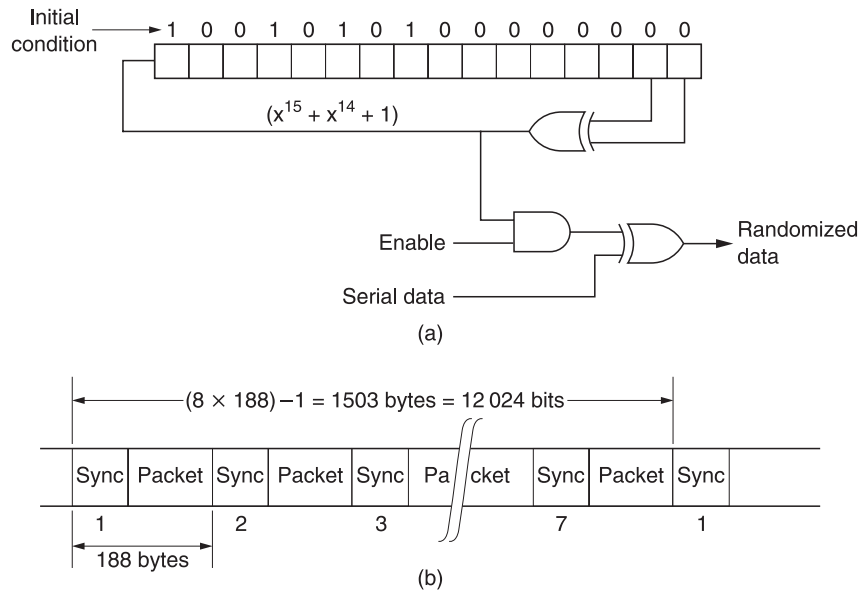 Initial condition
1 0 0 1 0 1 0 1 0 0 0 0 0 0 0
(x¹⁵ + x¹⁴ + 1)
Enable
Serial data
Randomized data
(a)
(8 × 188) –1 = 1503 bytes = 12 024 bits
Sync Packet Sync Packet Sync Pa cket Sync Packet Sync
1 2 3 7 1
188 bytes
(b)